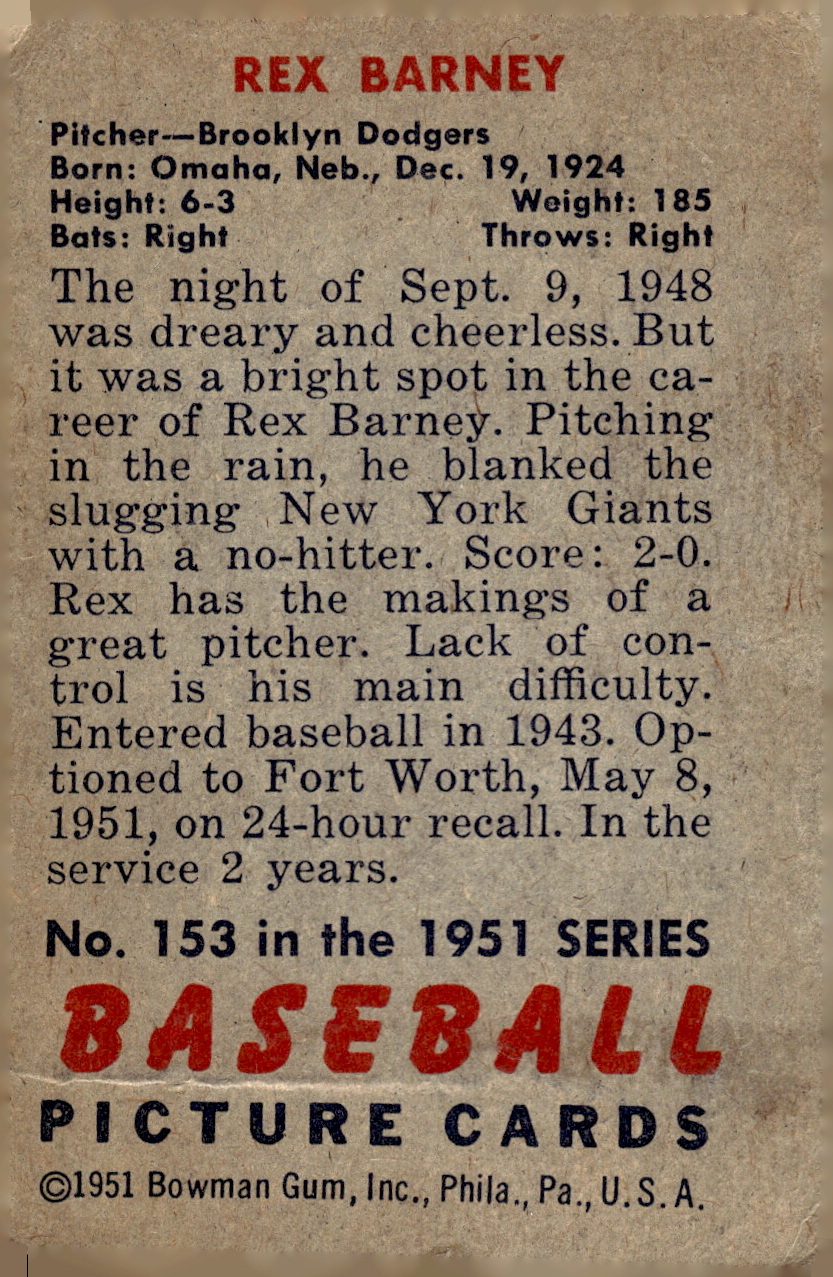 REX BARNEY
Pitcher—Brooklyn Dodgers
Born: Omaha, Neb., Dec. 19, 1924
Height: 6-3 Weight: 185
Bats: Right Throws: Right
The night of Sept. 9, 1948
was dreary and cheerless. But
it was a bright spot in the ca-
reer of Rex Barney. Pitching
in the rain, he blanked the
slugging New York Giants
with a no-hitter. Score: 2-0.
Rex has the makings of a
great pitcher. Lack of con-
trol is his main difficulty.
Entered baseball in 1943. Op-
tioned to Fort Worth, May 8,
1951, on 24-hour recall. In the
service 2 years.
No. 153 in the 1951 SERIES
BASEBALL
PICTURE CARDS
©1951 Bowman Gum, Inc., Phila., Pa., U.S.A.